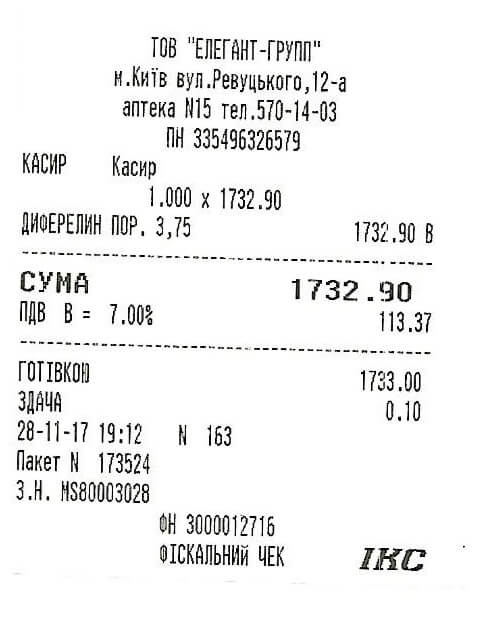 ТОВ "ЕЛЕГАНТ-ГРУПП"
м.Київ вул.Ревуцького,12-а
аптека N15 тел.570-14-03
ПН 335496326579
КАСИР Касир
1.000 x 1732.90
ДИФЕРЕЛИН ПОР. 3,75 1732.90 В
СУМА 1732.90
ПДВ В = 7.00% 113.37
ГОТІВКОЮ 1733.00
ЗДАЧА 0.10
28-11-17 19:12 N 163
Пакет N 173524
З.Н. MS80003028
ФН 3000012716
ФІСКАЛЬНИЙ ЧЕК ІКС